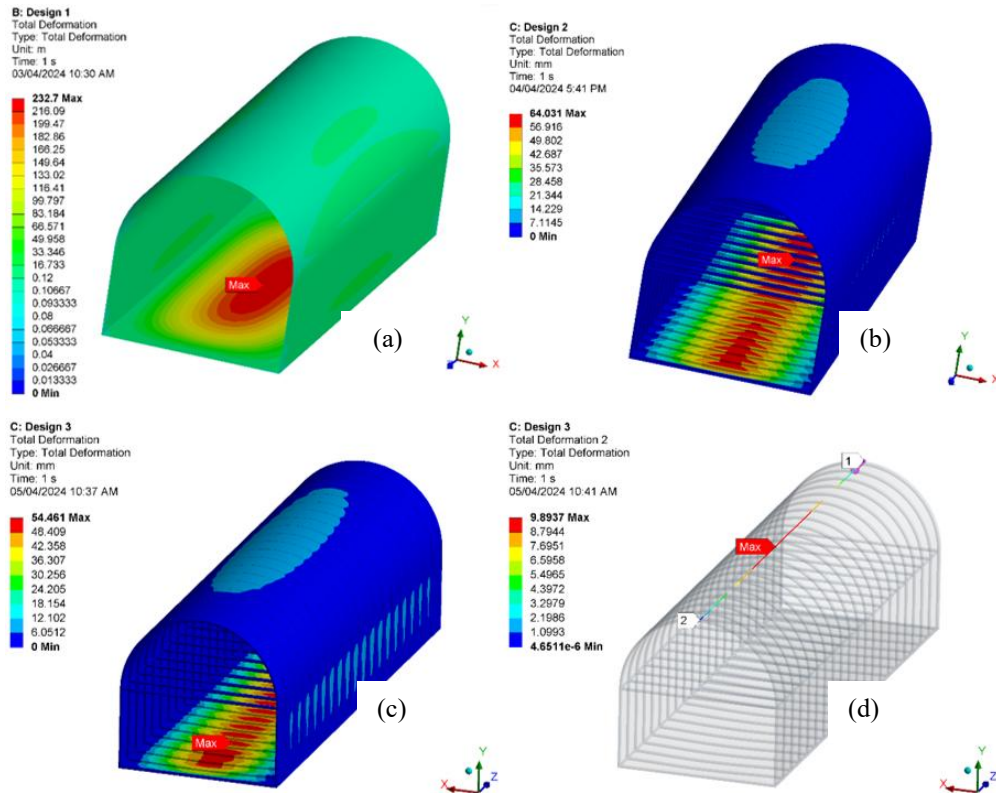 B: Design 1
Total Deformation
Type: Total Deformation
Unit: m
Time: 1 s
03/04/2024 10:30 AM
232.7 Max
216.09
199.47
182.86
166.25
149.64
133.02
116.41
99.797
83.184
66.571
49.958
33.346
16.733
0.12
0.10667
0.093333
0.08
0.066667
0.053333
0.04
0.026667
0.013333
0 Min
Max
(a)
Y
X
C: Design 2
Total Deformation
Type: Total Deformation
Unit: mm
Time: 1 s
04/04/2024 5:41 PM
64.031 Max
56.916
49.802
42.687
35.573
28.458
21.344
14.229
7.1145
0 Min
Max
(b)
Y
X
C: Design 3
Total Deformation
Type: Total Deformation
Unit: mm
Time: 1 s
05/04/2024 10:37 AM
54.461 Max
48.409
42.358
36.307
30.256
24.205
18.154
12.102
6.0512
0 Min
Max
(c)
Y
X
Z
C: Design 3
Total Deformation 2
Type: Total Deformation
Unit: mm
Time: 1 s
05/04/2024 10:41 AM
9.8937 Max
8.7944
7.6951
6.5958
5.4965
4.3972
3.2979
2.1986
1.0993
4.6511e-6 Min
1
Max
2
(d)
Y
X
Z